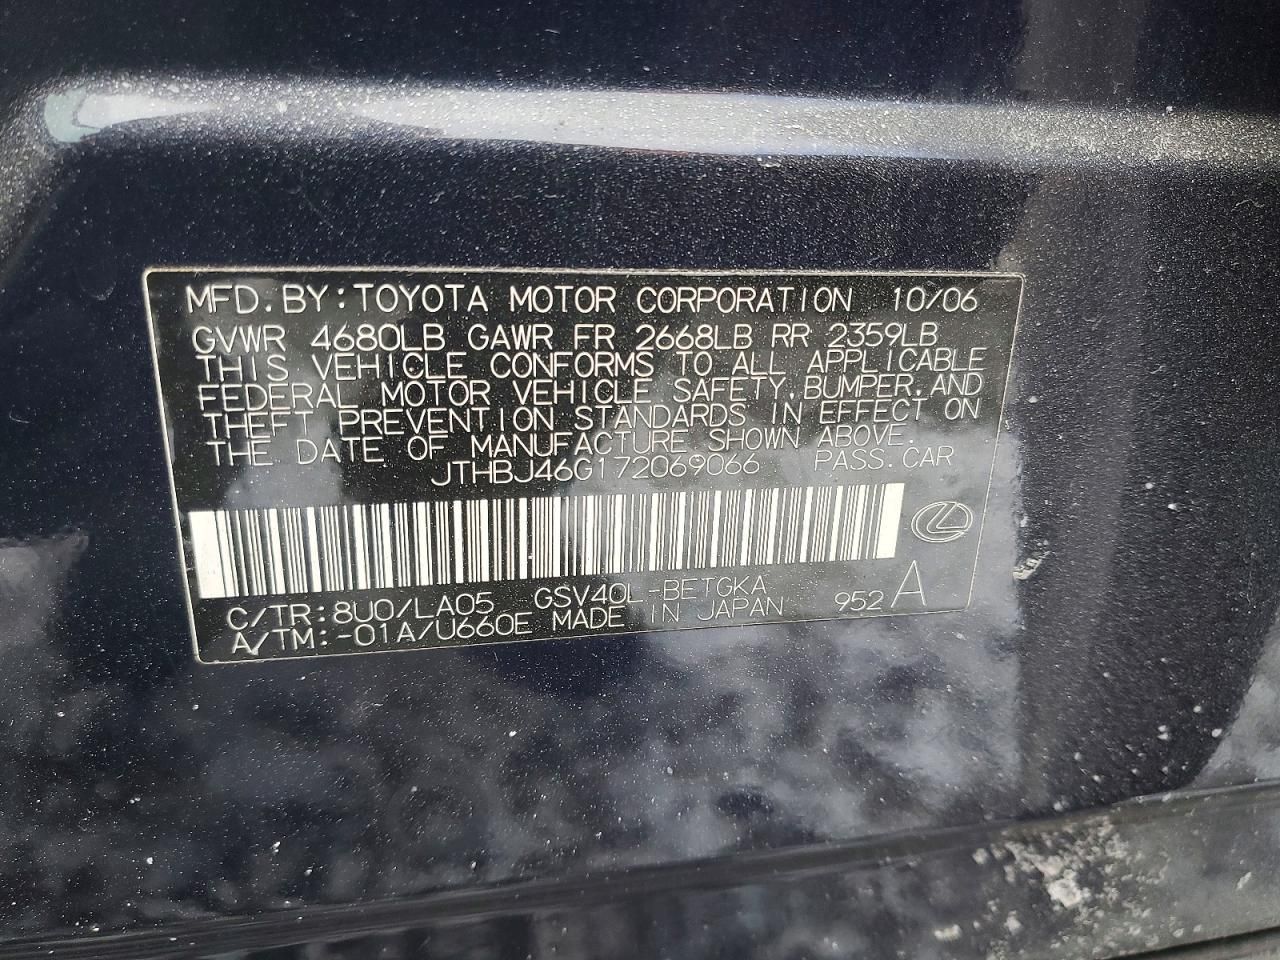 MFD.BY:TOYOTA MOTOR CORPORATION 10/06
GVWR 4680LB GAWR FR 2668LB RR 2359LB
THIS VEHICLE CONFORMS TO ALL APPLICABLE
FEDERAL MOTOR VEHICLE SAFETY,BUMPER,AND
THEFT PREVENTION STANDARDS IN EFFECT ON
THE DATE OF MANUFACTURE SHOWN ABOVE.
JTHBJ46G172069066 PASS.CAR
C/TR:8U0/LA05 GSV40L-BETGKA
A/TM:-01A/U660E MADE IN JAPAN 952 A